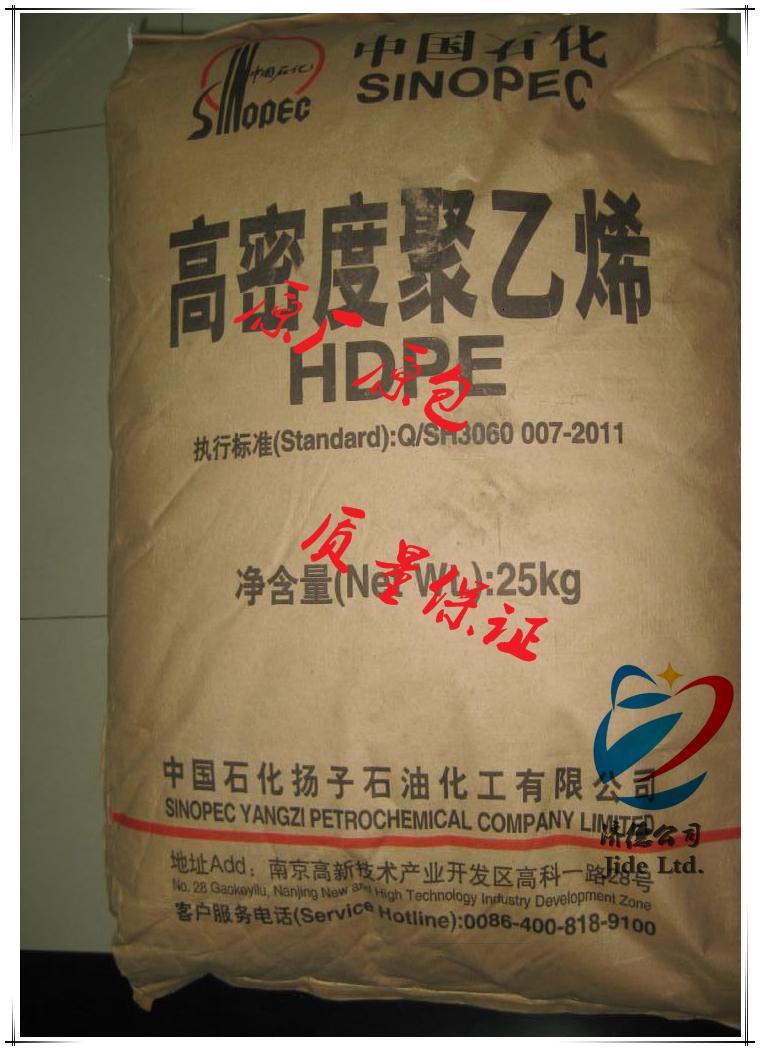 中国石化
SINOPEC
中国石化
SINOPEC
高密度聚乙烯
HDPE
原厂原包
执行标准(Standard):Q/SH3060 007-2011
净含量(Net Wt.):25kg
质量保证
中国石化扬子石油化工有限公司
SINOPEC YANGZI PETROCHEMICAL COMPANY LIMITED
济德公司
Jide Ltd.
地址Add：南京高新技术产业开发区高科一路28号
No. 28 Gaokeyilu, Nanjing New and High Technology Industry Development Zone
客户服务电话(Service Hotline):0086-400-818-9100